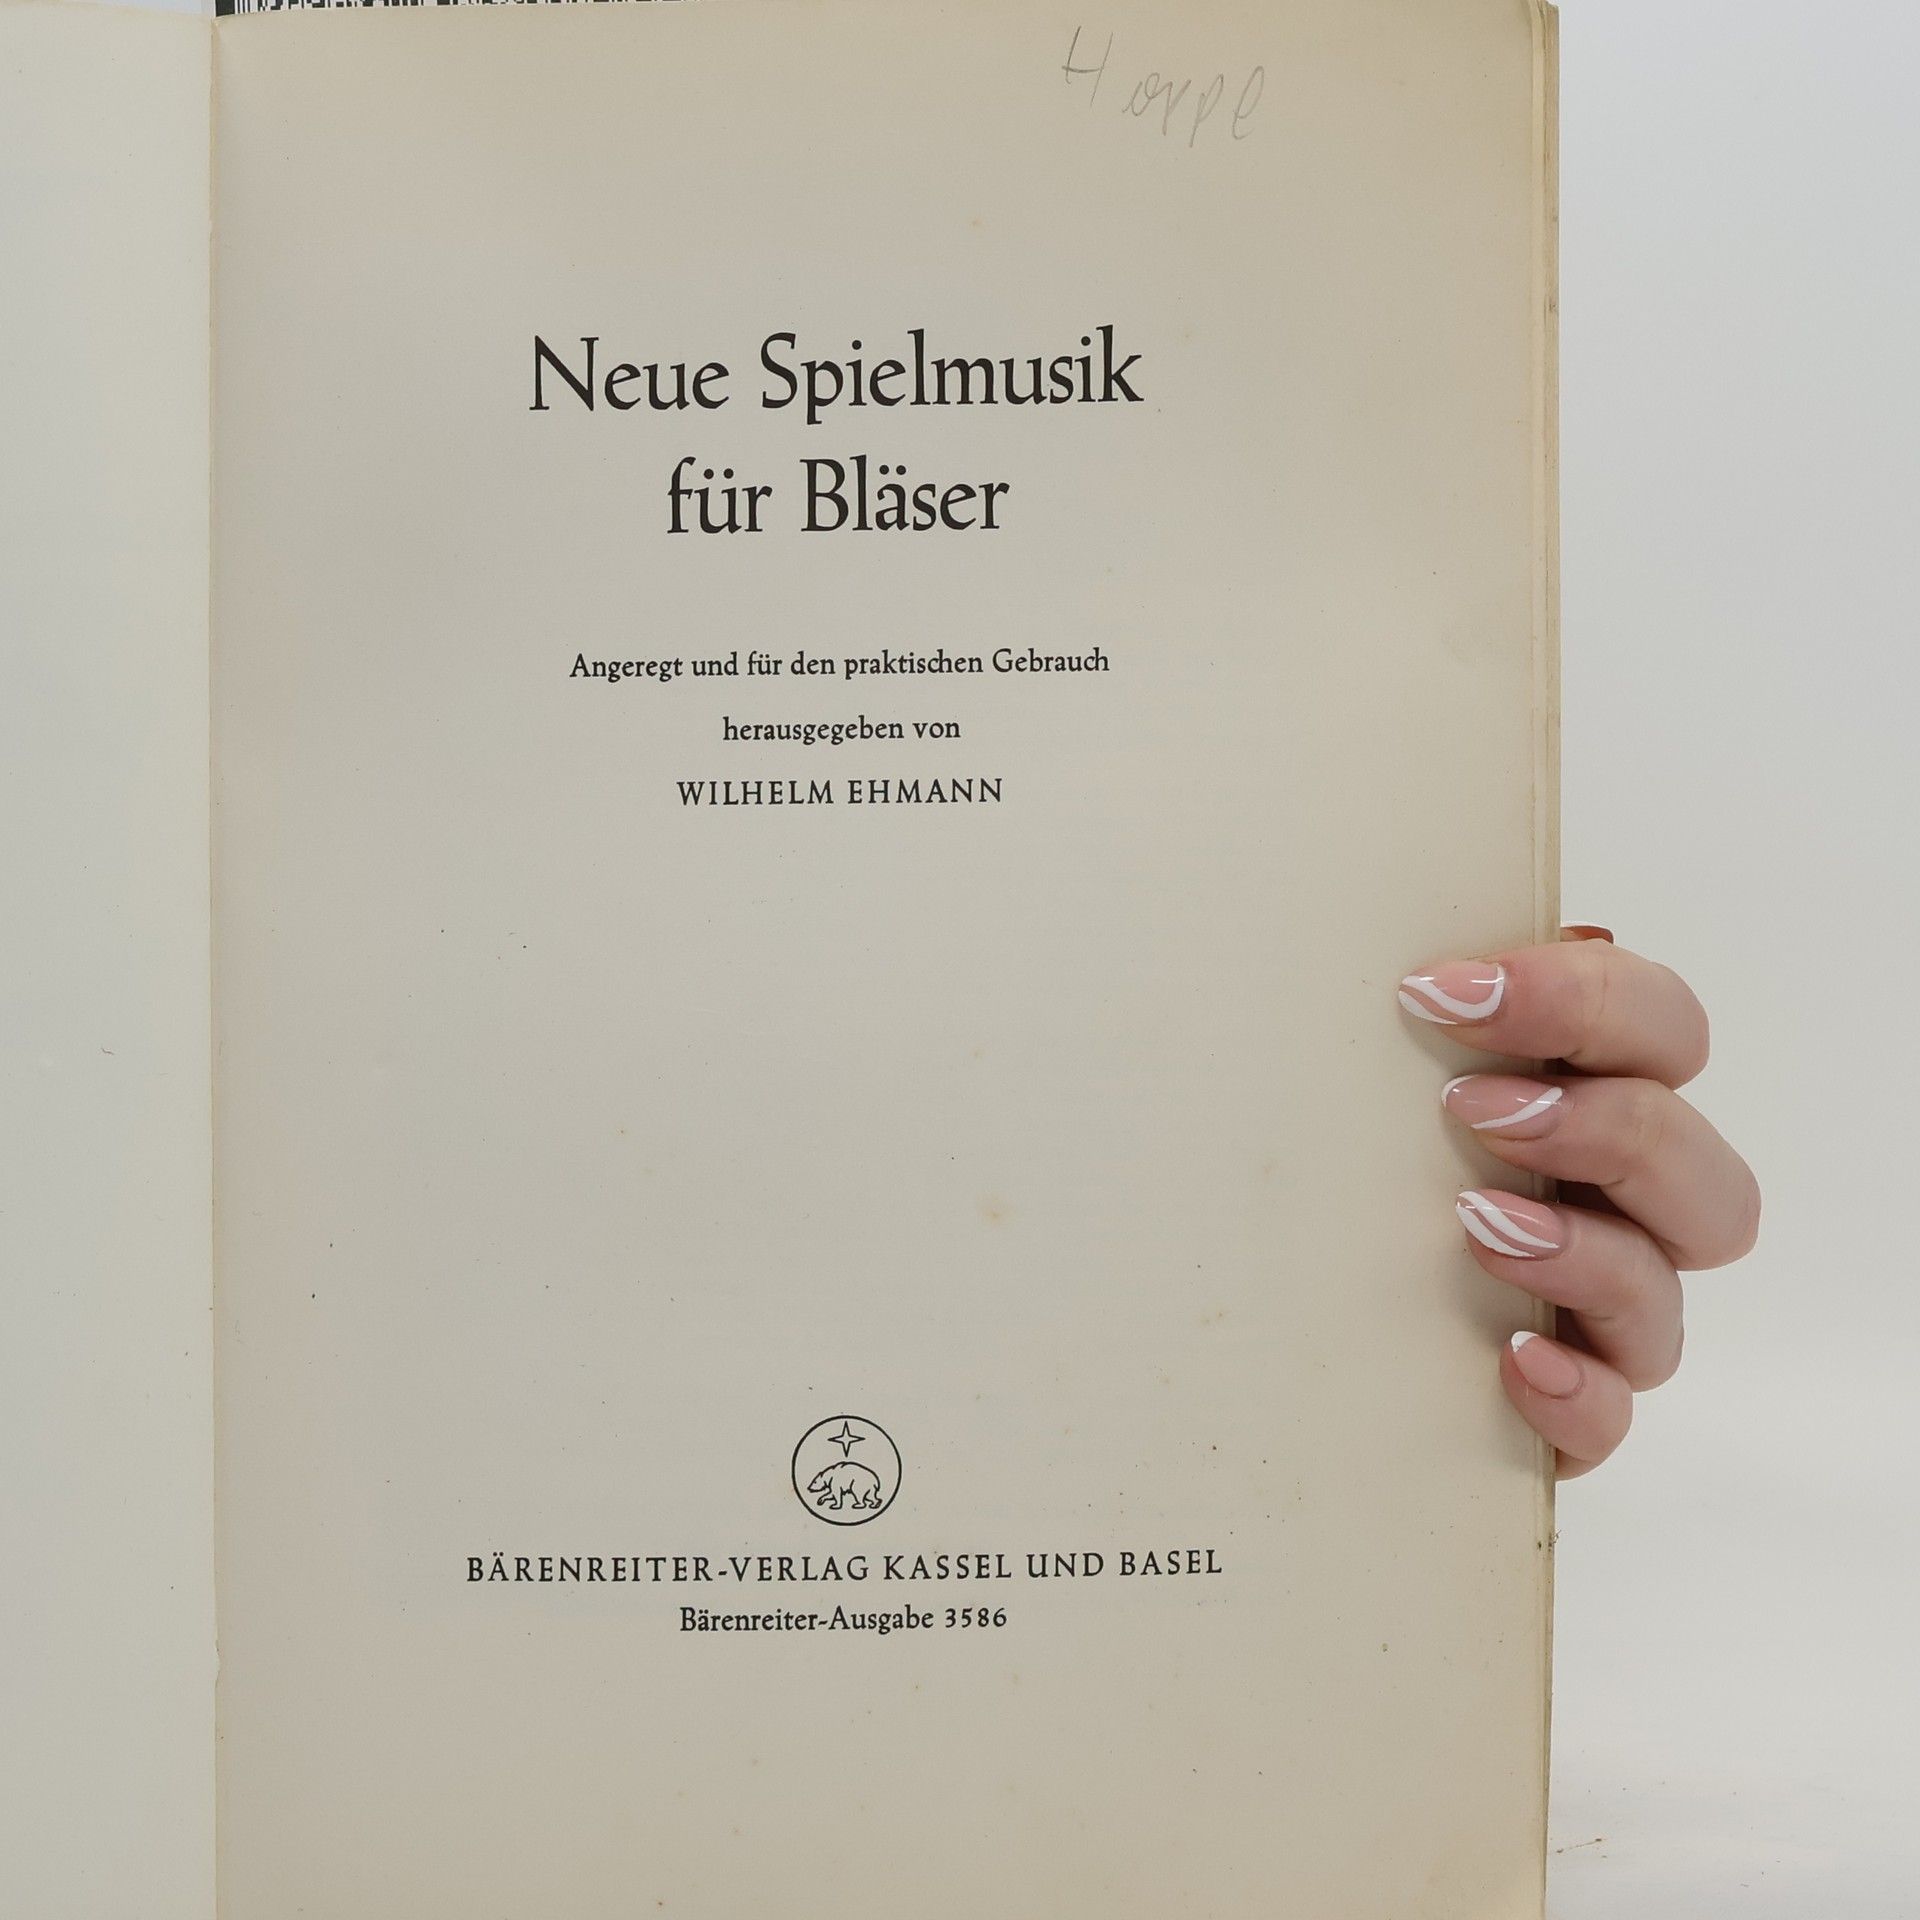 Hoppe
Neue Spielmusik
für Bläser
Angeregt und für den praktischen Gebrauch
herausgegeben von
WILHELM EHMANN
BÄRENREITER-VERLAG KASSEL UND BASEL
Bärenreiter-Ausgabe 3586